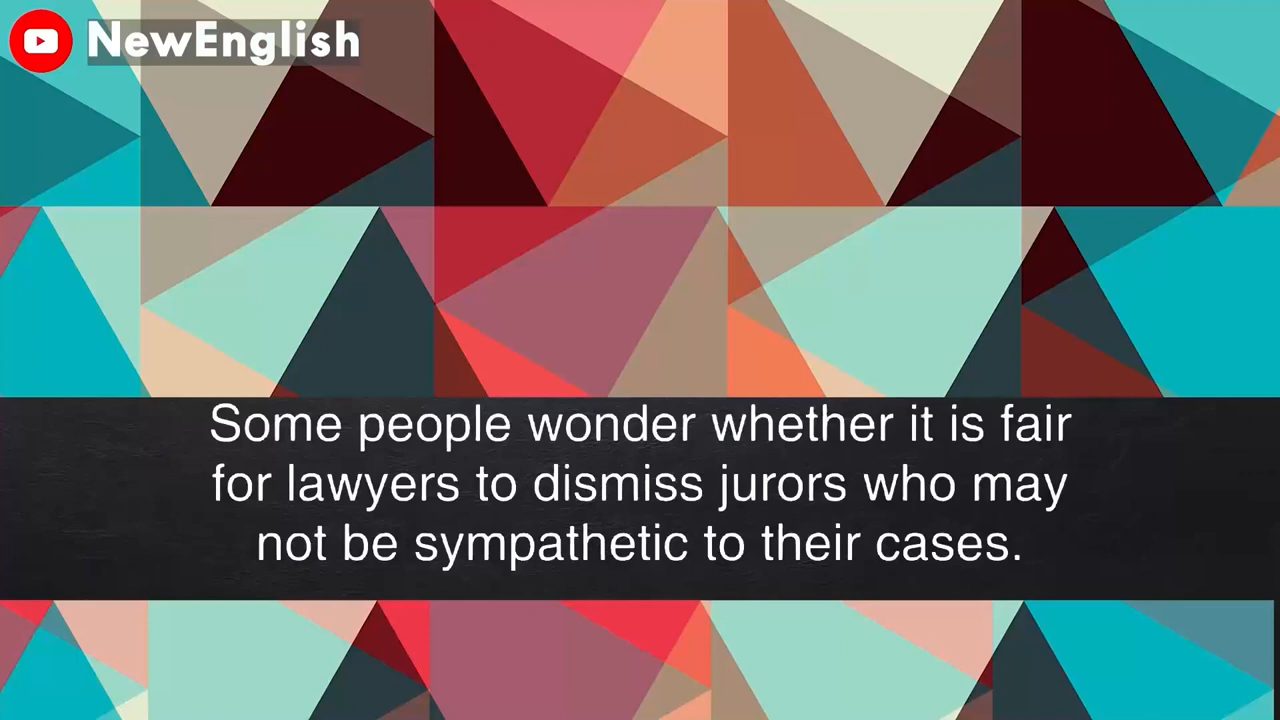 NewEnglish
Some people wonder whether it is fair
for lawyers to dismiss jurors who may
not be sympathetic to their cases.